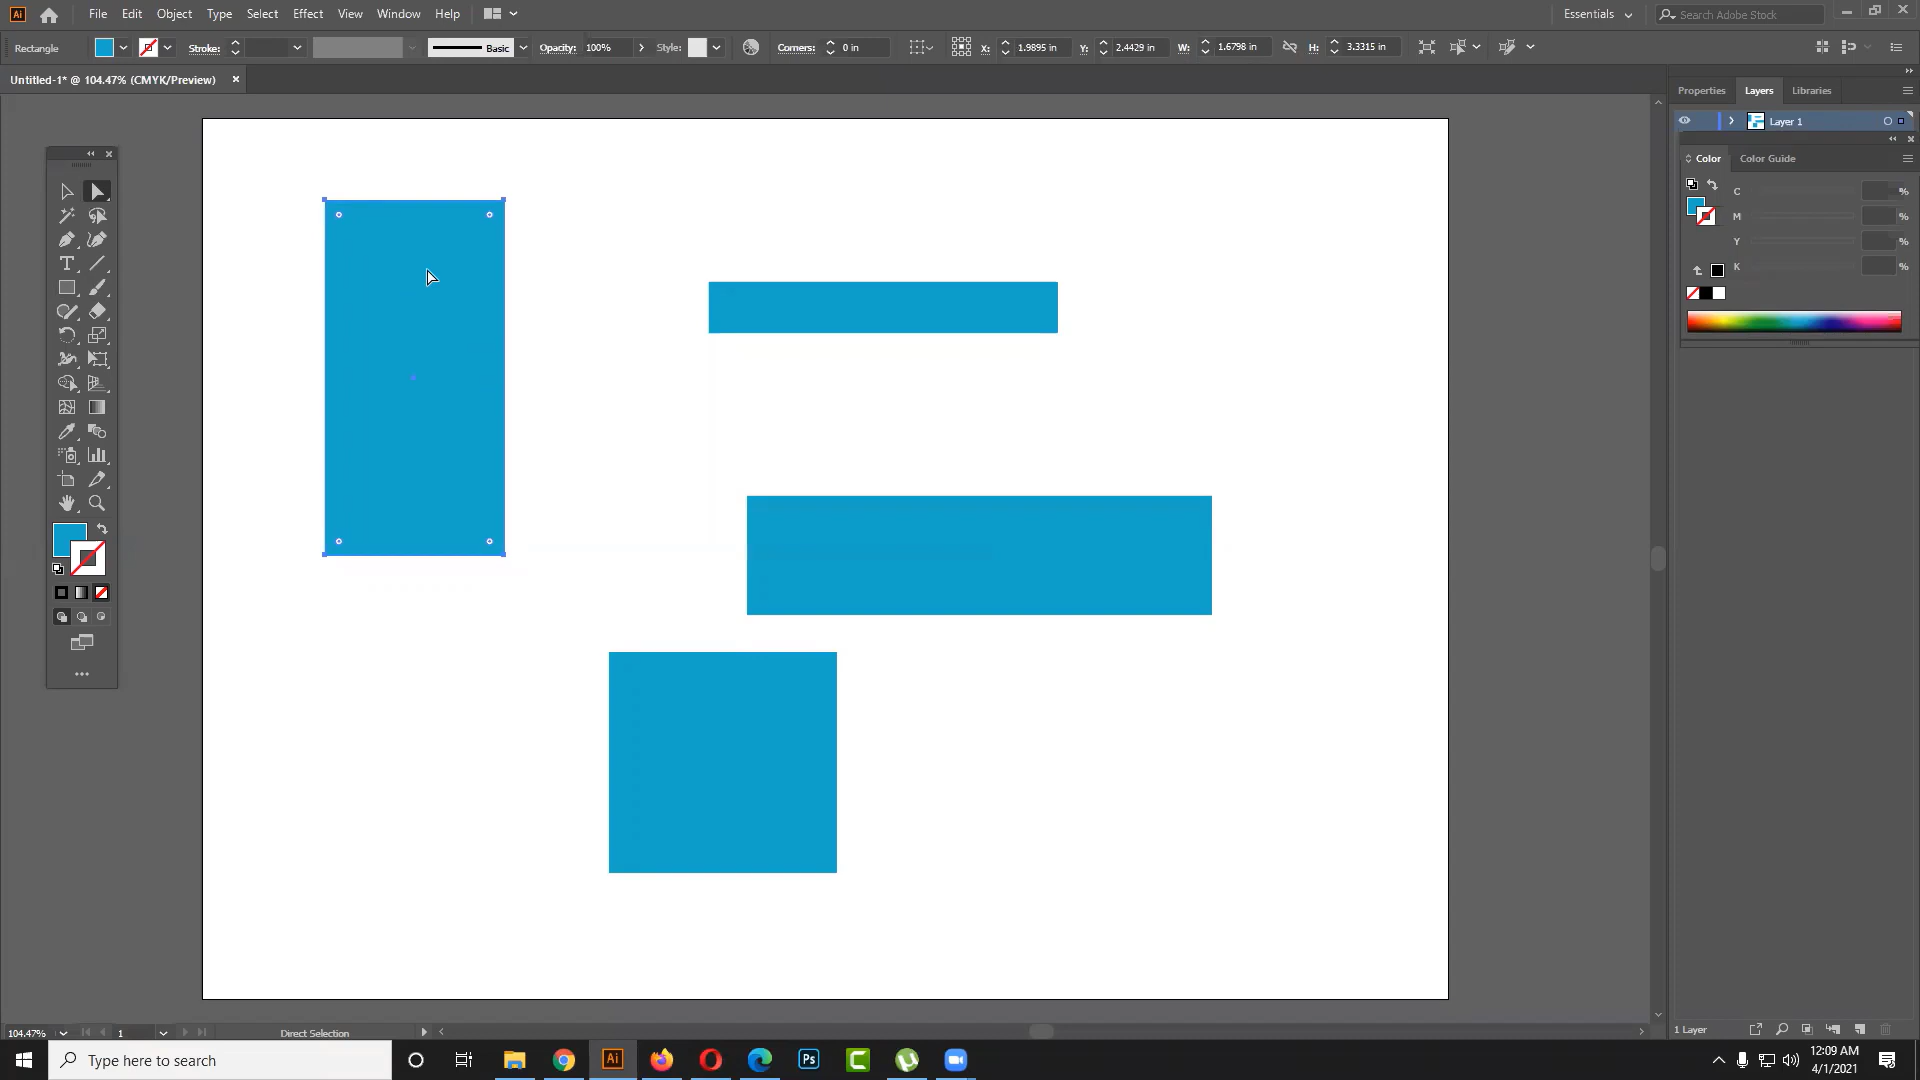 Ai File Edit Object Type Select Effect View Window Help Essentials Search Adobe Stock
Rectangle Stroke: Basic Opacity: 100% Style: Corners: 0 in X: 1.9895 in Y: 2.4429 in W: 1.6798 in H: 3.3315 in
Untitled-1* @ 104.47% (CMYK/Preview)
Properties Layers Libraries
Layer 1
Color Color Guide
C %
M %
Y %
K %
T
104.47% 1 Direct Selection 1 Layer
Type here to search Ai Ps C 12:09 AM
4/1/2021